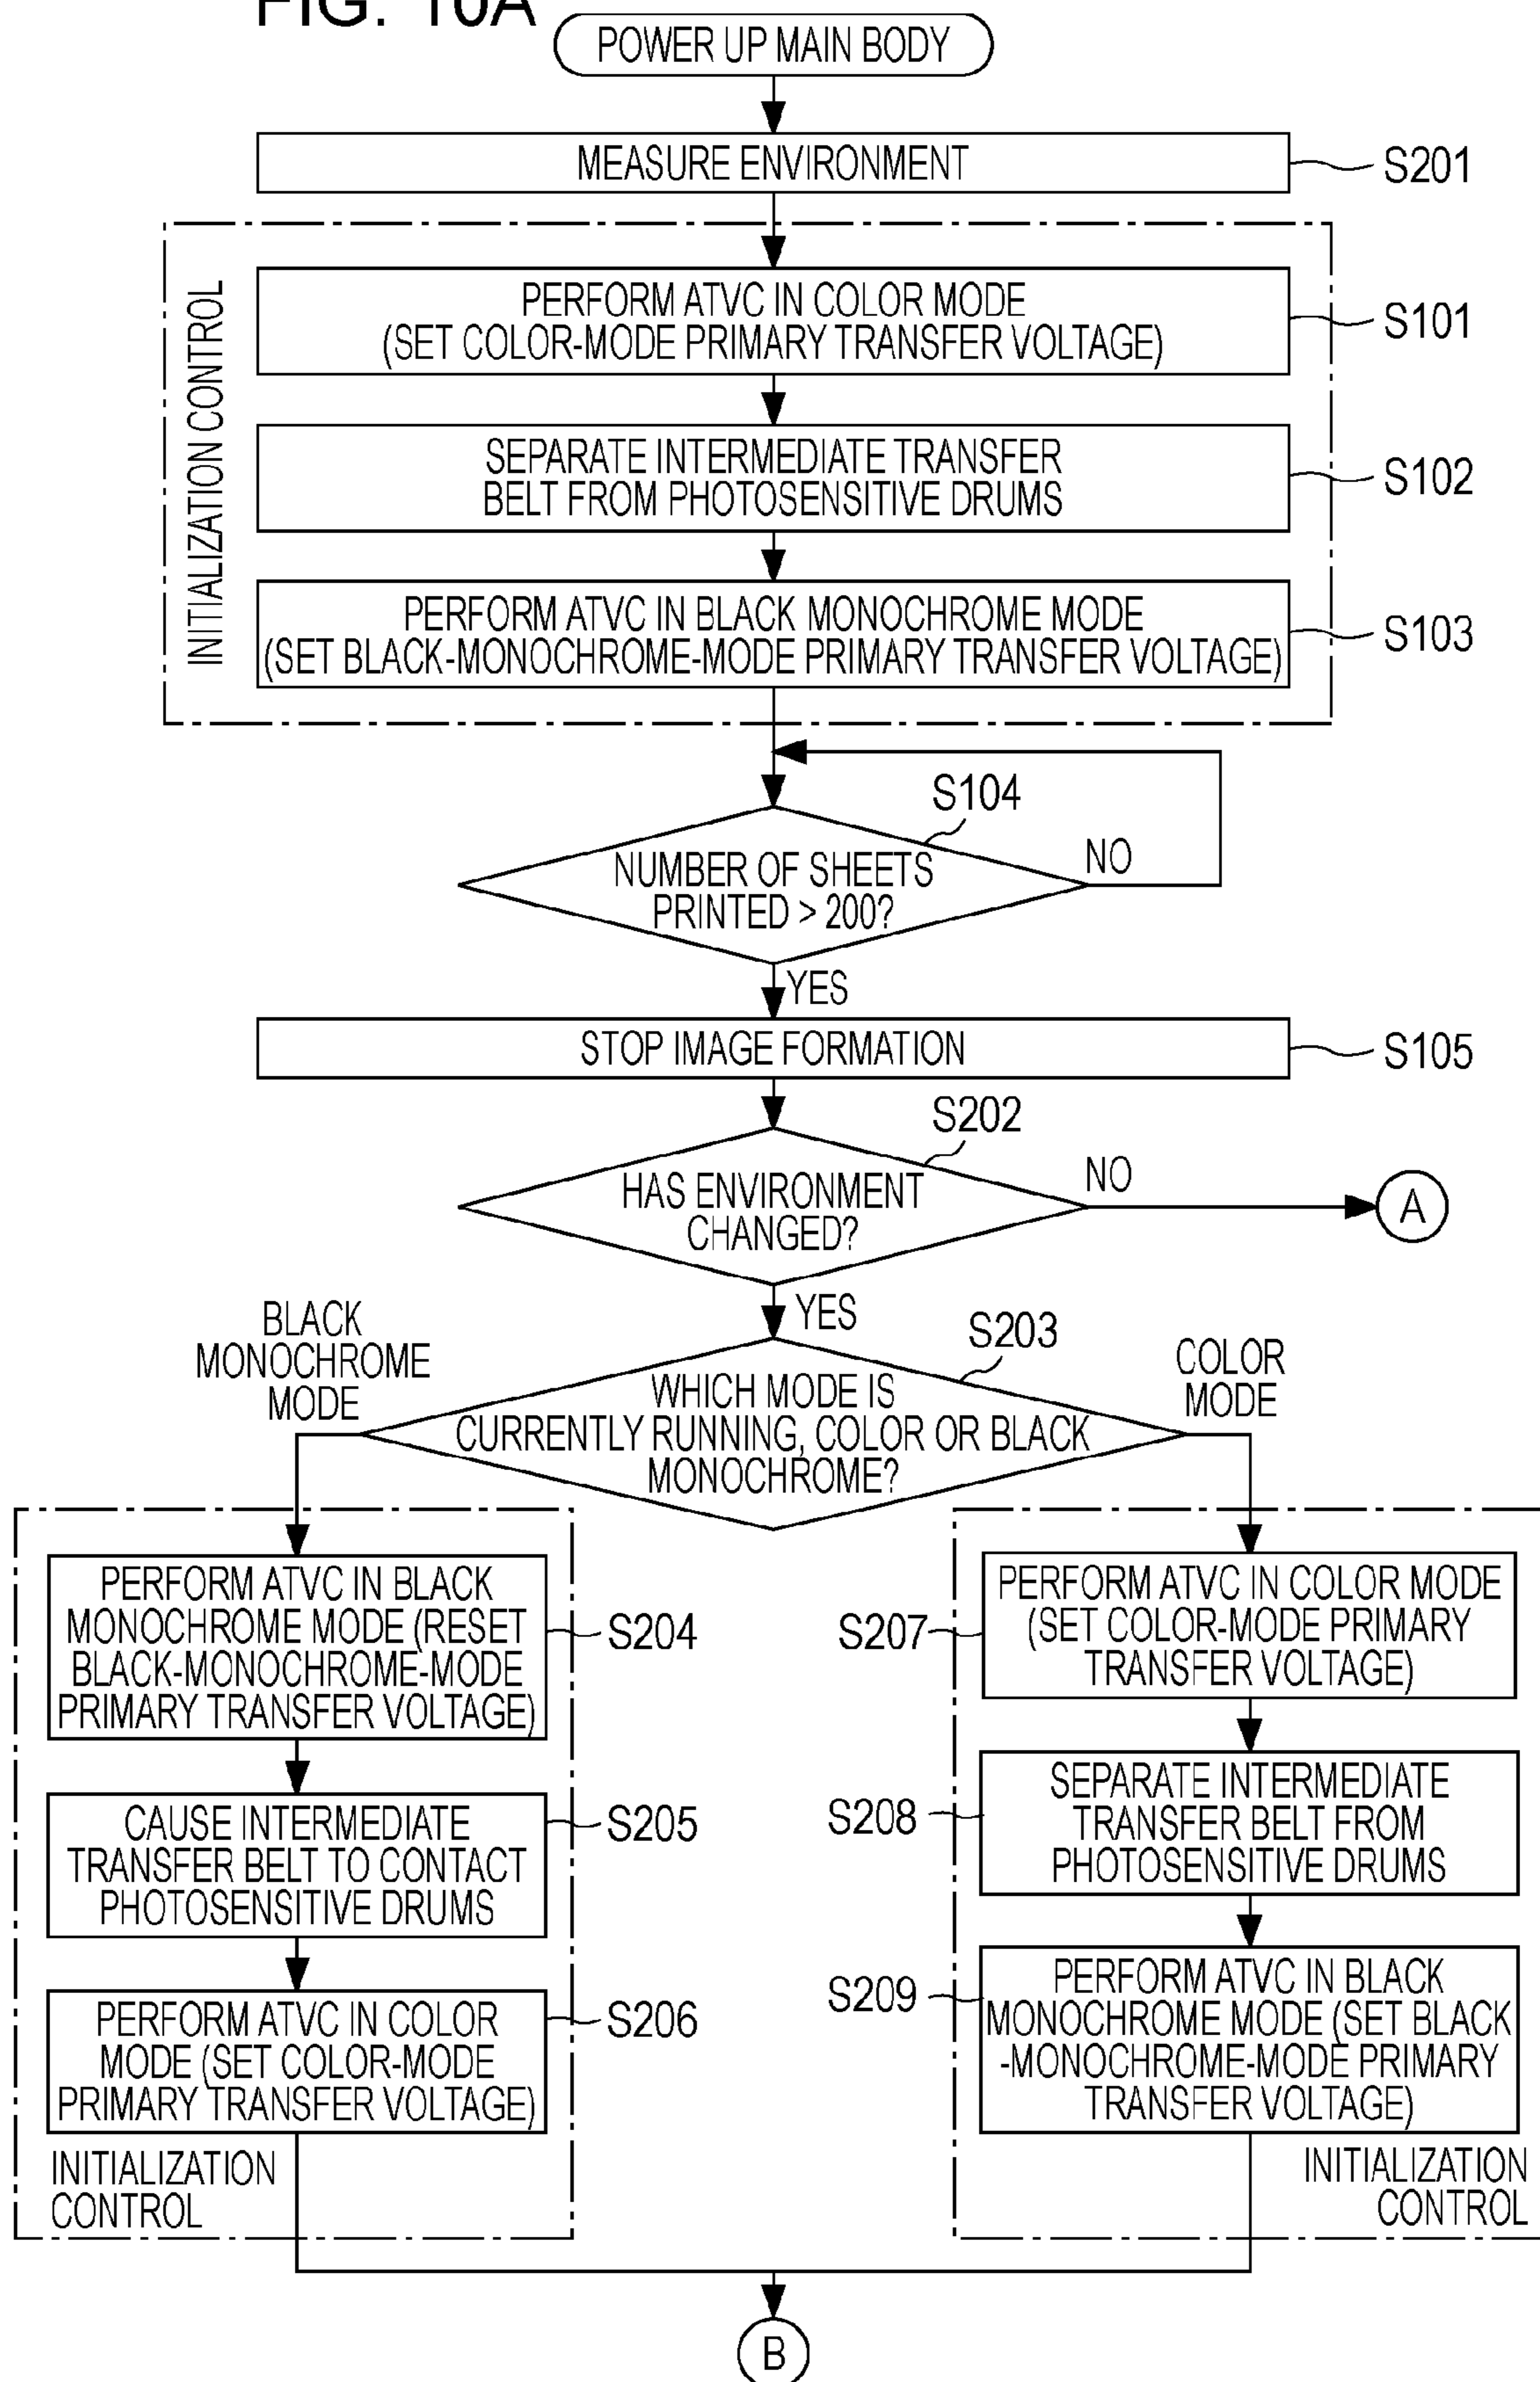 FIG. 10A
POWER UP MAIN BODY
MEASURE ENVIRONMENT
S201
INITIALIZATION CONTROL
PERFORM ATVC IN COLOR MODE
(SET COLOR-MODE PRIMARY TRANSFER VOLTAGE)
S101
SEPARATE INTERMEDIATE TRANSFER
BELT FROM PHOTOSENSITIVE DRUMS
S102
PERFORM ATVC IN BLACK MONOCHROME MODE
(SET BLACK-MONOCHROME-MODE PRIMARY TRANSFER VOLTAGE)
S103
S104
NUMBER OF SHEETS
PRINTED > 200?
NO
YES
STOP IMAGE FORMATION
S105
S202
HAS ENVIRONMENT
CHANGED?
NO
A
YES
S203
BLACK
MONOCHROME
MODE
WHICH MODE IS
CURRENTLY RUNNING, COLOR OR BLACK
MONOCHROME?
COLOR
MODE
PERFORM ATVC IN BLACK
MONOCHROME MODE (RESET
BLACK-MONOCHROME-MODE
PRIMARY TRANSFER VOLTAGE)
S204
CAUSE INTERMEDIATE
TRANSFER BELT TO CONTACT
PHOTOSENSITIVE DRUMS
S205
PERFORM ATVC IN COLOR
MODE (SET COLOR-MODE
PRIMARY TRANSFER VOLTAGE)
S206
INITIALIZATION
CONTROL
S207
PERFORM ATVC IN COLOR MODE
(SET COLOR-MODE PRIMARY
TRANSFER VOLTAGE)
S208
SEPARATE INTERMEDIATE
TRANSFER BELT FROM
PHOTOSENSITIVE DRUMS
S209
PERFORM ATVC IN BLACK
MONOCHROME MODE (SET BLACK
-MONOCHROME-MODE PRIMARY
TRANSFER VOLTAGE)
INITIALIZATION
CONTROL
B